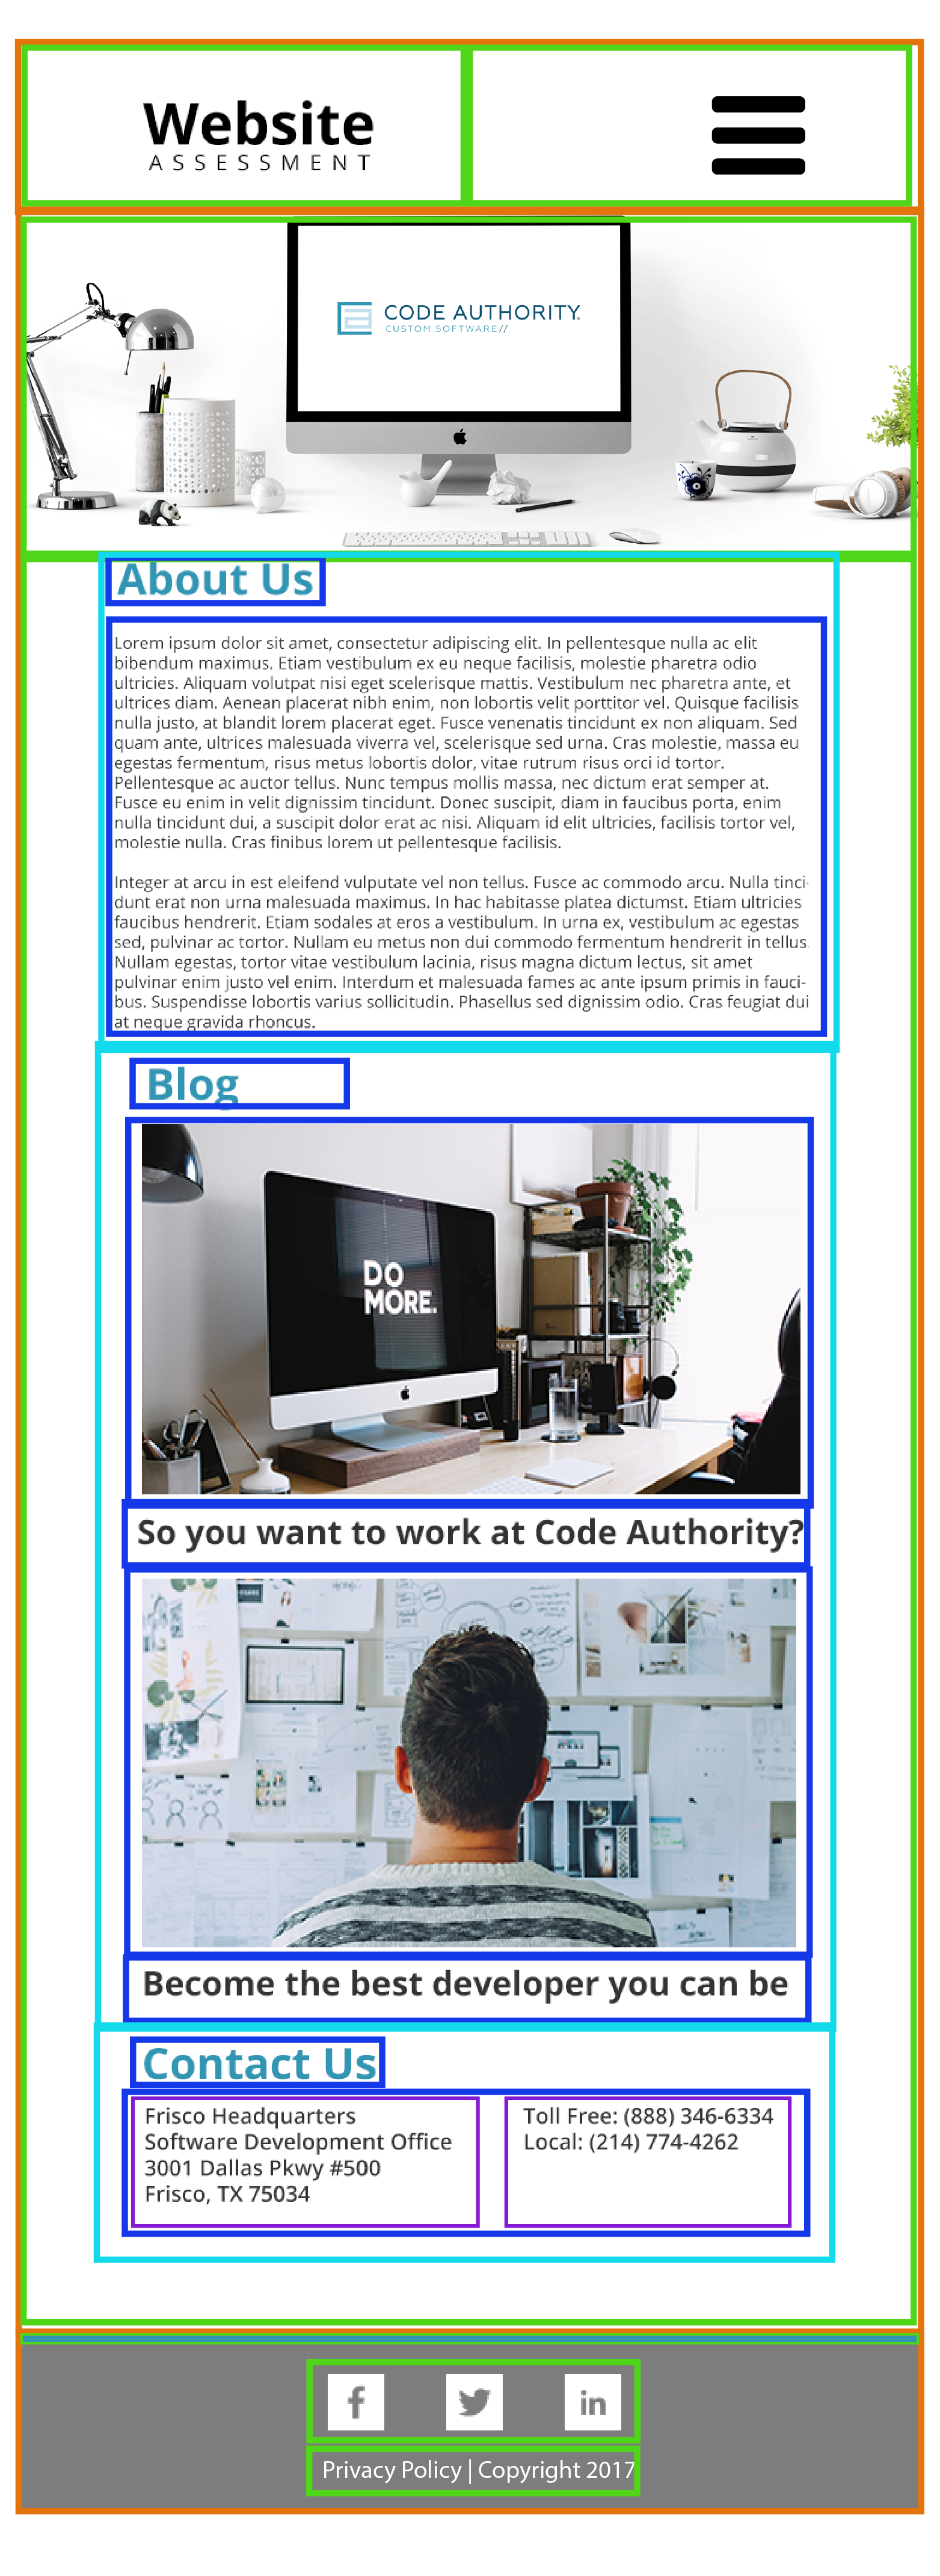 Website
ASSESSMENT
CODE AUTHORITY
CUSTOM SOFTWARE//
About Us
Lorem ipsum dolor sit amet, consectetur adipiscing elit. In pellentesque nulla ac elit
bibendum maximus. Etiam vestibulum ex eu neque facilisis, molestie pharetra odio
ultricies. Aliquam volutpat nisi eget scelerisque mattis. Vestibulum nec pharetra ante, et
ultrices diam. Aenean placerat nibh enim, non lobortis velit porttitor vel. Quisque facilisis
nulla justo, at blandit lorem placerat eget. Fusce venenatis tincidunt ex non aliquam. Sed
quam ante, ultrices malesuada viverra vel, scelerisque sed urna. Cras molestie, massa eu
egestas fermentum, risus metus lobortis dolor, vitae rutrum risus orci id tortor.
Pellentesque ac auctor tellus. Nunc tempus mollis massa, nec dictum erat semper at.
Fusce eu enim in velit dignissim tincidunt. Donec suscipit, diam in faucibus porta, enim
nulla tincidunt dui, a suscipit dolor erat ac nisi. Aliquam id elit ultricies, facilisis tortor vel,
molestie nulla. Cras finibus lorem ut pellentesque facilisis.
Integer at arcu in est eleifend vulputate vel non tellus. Fusce ac commodo arcu. Nulla tinci-
dunt erat non urna malesuada maximus. In hac habitasse platea dictumst. Etiam ultricies
faucibus hendrerit. Etiam sodales at eros a vestibulum. In urna ex, vestibulum ac egestas
sed, pulvinar ac tortor. Nullam eu metus non dui commodo fermentum hendrerit in tellus.
Nullam egestas, tortor vitae vestibulum lacinia, risus magna dictum lectus, sit amet
pulvinar enim justo vel enim. Interdum et malesuada fames ac ante ipsum primis in fauci-
bus. Suspendisse lobortis varius sollicitudin. Phasellus sed dignissim odio. Cras feugiat dui
at neque gravida rhoncus.
Blog
DO
MORE.
So you want to work at Code Authority?
Become the best developer you can be
Contact Us
Frisco Headquarters
Software Development Office
3001 Dallas Pkwy #500
Frisco, TX 75034
Toll Free: (888) 346-6334
Local: (214) 774-4262
f
in
Privacy Policy | Copyright 2017